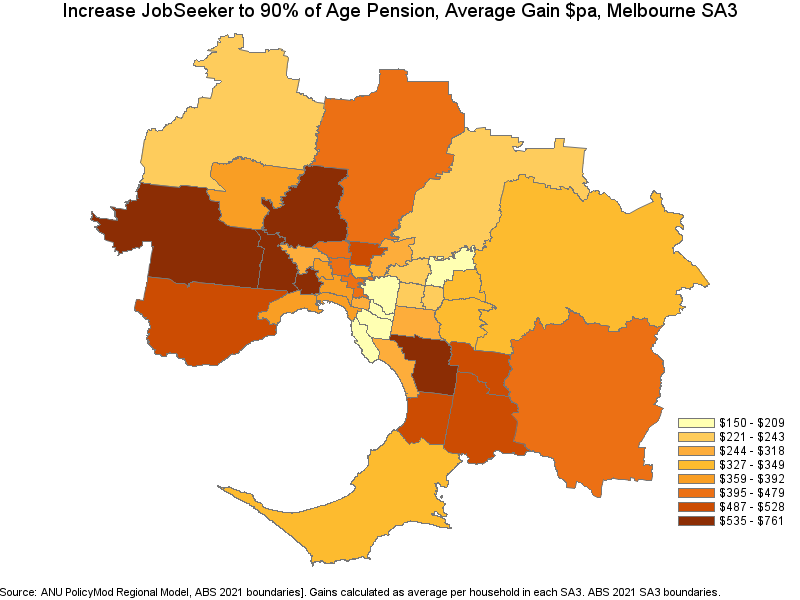 Increase JobSeeker to 90% of Age Pension, Average Gain $pa, Melbourne SA3
$150 - $209
$221 - $243
$244 - $318
$327 - $349
$359 - $392
$395 - $479
$487 - $528
$535 - $761
Source: ANU PolicyMod Regional Model, ABS 2021 boundaries]. Gains calculated as average per household in each SA3. ABS 2021 SA3 boundaries.